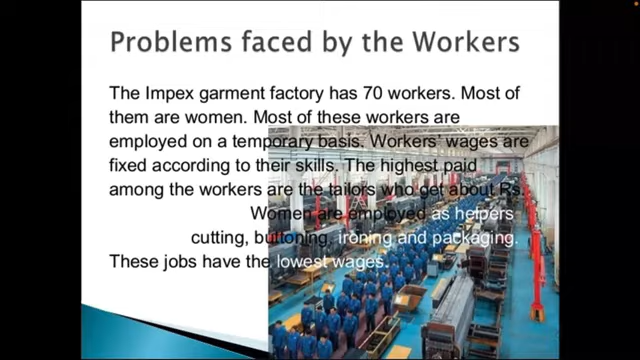 Problems faced by the Workers
The Impex garment factory has 70 workers. Most of
them are women. Most of these workers are
employed on a temporary basis. Workers' wages are
fixed according to their skills. The highest paid
among the workers are the tailors who get about Rs.
Women are employed as helpers
cutting, buttoning, ironing and packaging.
These jobs have the lowest wages.